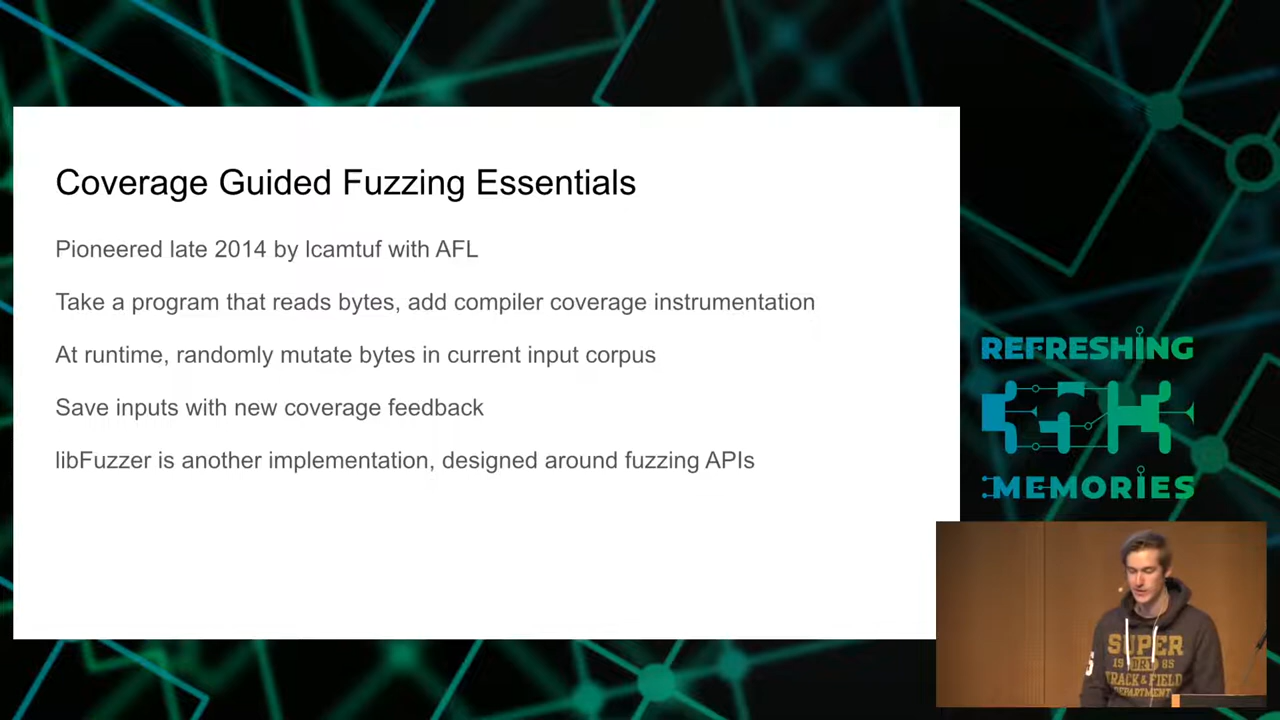 Coverage Guided Fuzzing Essentials
Pioneered late 2014 by lcamtuf with AFL
Take a program that reads bytes, add compiler coverage instrumentation
At runtime, randomly mutate bytes in current input corpus
Save inputs with new coverage feedback
libFuzzer is another implementation, designed around fuzzing APIs
REFRESHING
MEMORIES
SUPER
TRACK & FIELD
DEPARTMENT